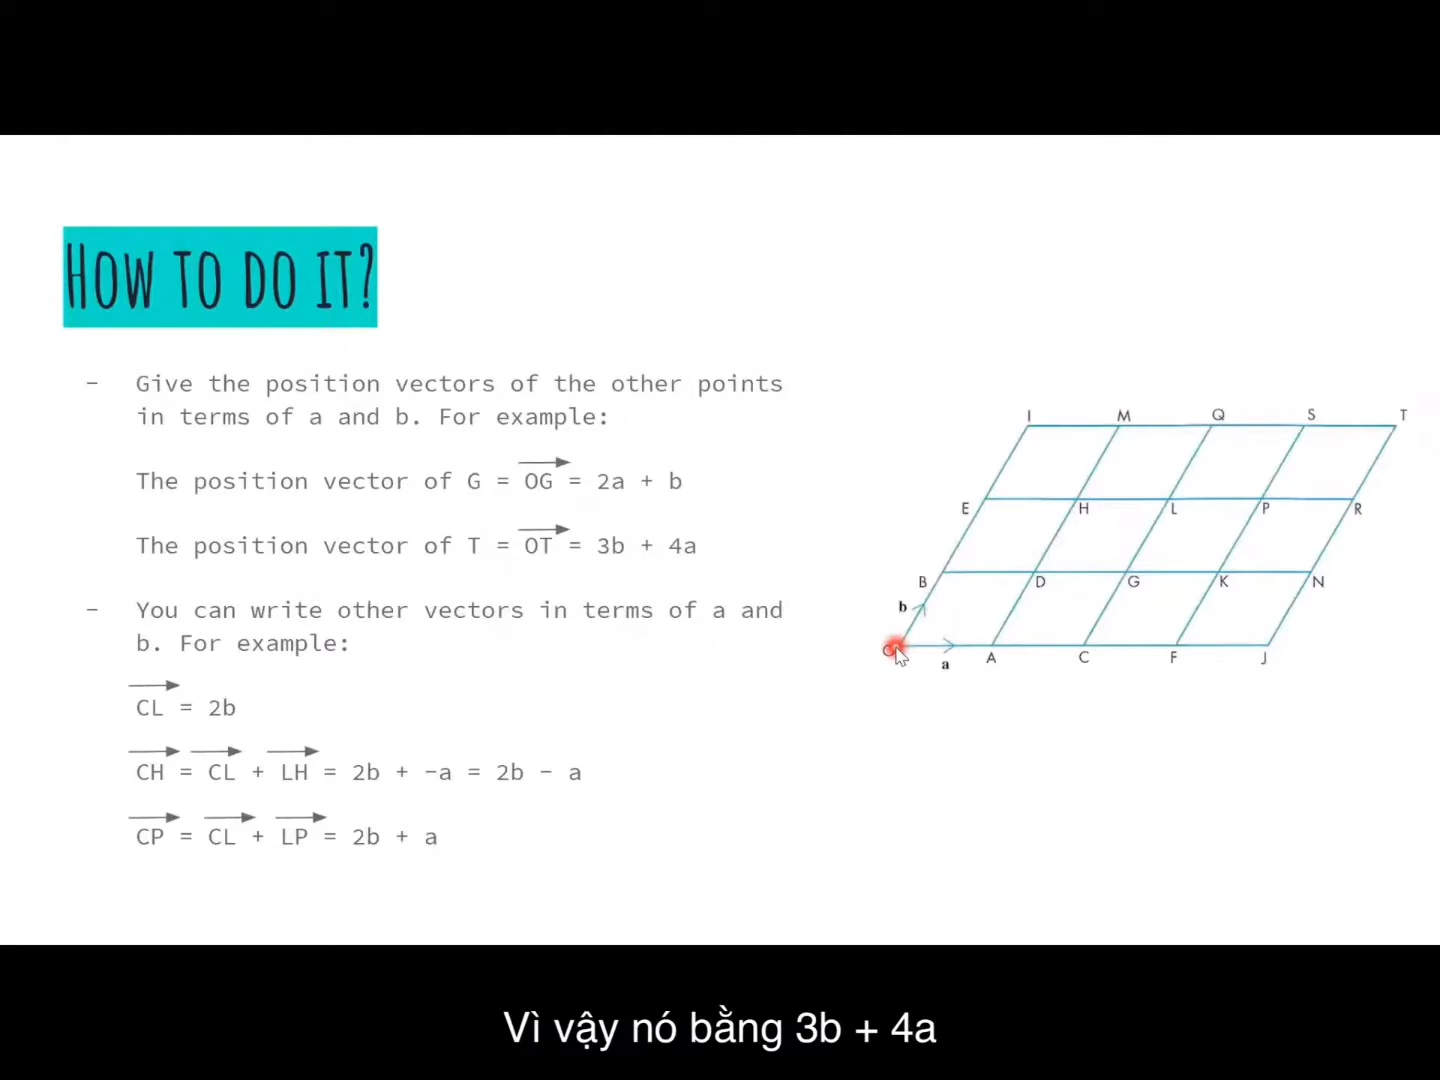 HOW TO DO IT?
- Give the position vectors of the other points
in terms of a and b. For example:
The position vector of G = OG = 2a + b
The position vector of T = OT = 3b + 4a
- You can write other vectors in terms of a and
b. For example:
CL = 2b
CH = CL + LH = 2b + -a = 2b - a
CP = CL + LP = 2b + a
I M Q S T
E H L P R
B D G K N
b
A C F J
a
Vì vậy nó bằng 3b + 4a